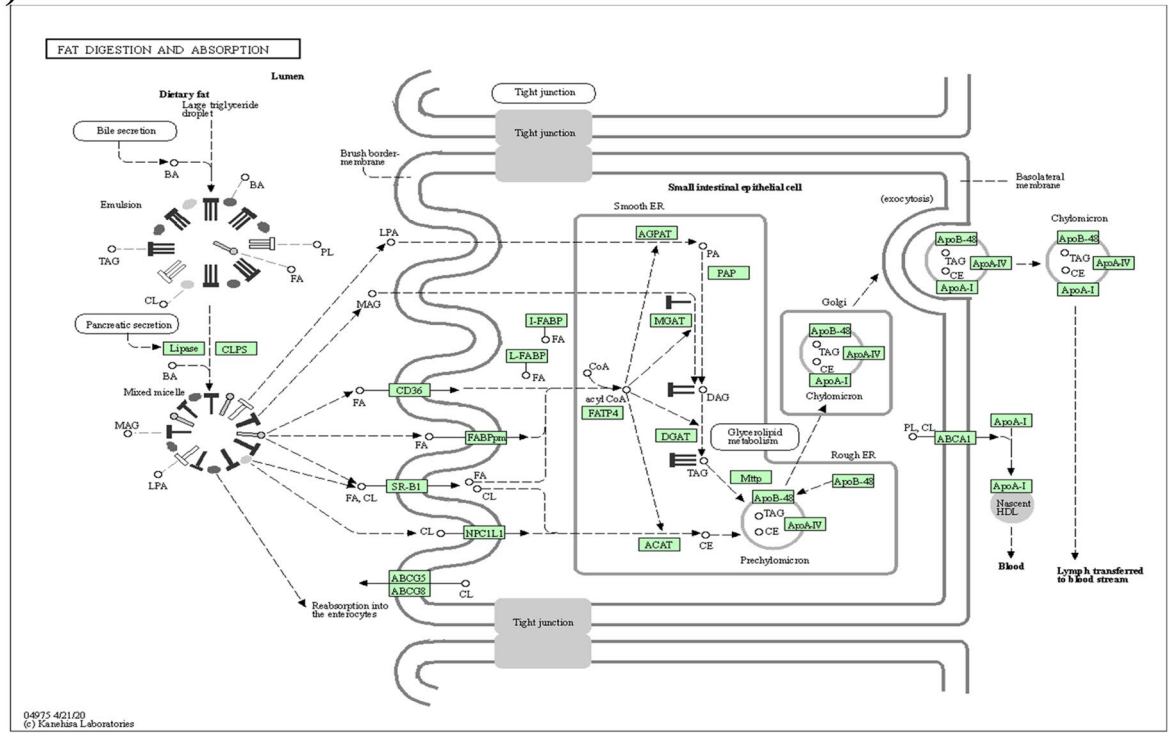 FAT DIGESTION AND ABSORPTION
Lumen
Dietary fat
Large triglyceride
droplet
Bile secretion
BA
BA
Emulsion
TAG
PL
FA
CL
Pancreatic secretion
Lipase
CLPS
BA
Mixed micelle
MAG
LPA
Reabsorption into
the enterocytes
Brush border-
membrane
LPA
MAG
FA
FA
FA, CL
CL
CD36
FABPpm
SR-B1
NPC1L1
ABCG5
ABCG8
CL
FA
CL
Tight junction
Tight junction
Tight junction
Small intestinal epithelial cell
Smooth ER
I-FABP
FA
L-FABP
FA
CoA
acyl CoA
FATP4
AGPAT
PA
PAP
MGAT
DAG
DGAT
Glycerolipid
metabolism
TAG
ACAT
CE
Rough ER
Mttp
ApoB-48
ApoB-48
TAG
ApoA-IV
CE
Prechylomicron
Golgi
ApoB-48
TAG
ApoA-IV
CE
ApoA-I
Chylomicron
(exocytosis)
Basolateral
membrane
ApoB-48
TAG
ApoA-IV
CE
ApoA-I
Chylomicron
ApoB-48
TAG
ApoA-IV
CE
ApoA-I
PL, CL
ABCA1
ApoA-I
ApoA-I
Nascent
HDL
Blood
Lymph transferred
to blood stream
04975 4/21/20
(c) Kanehisa Laboratories